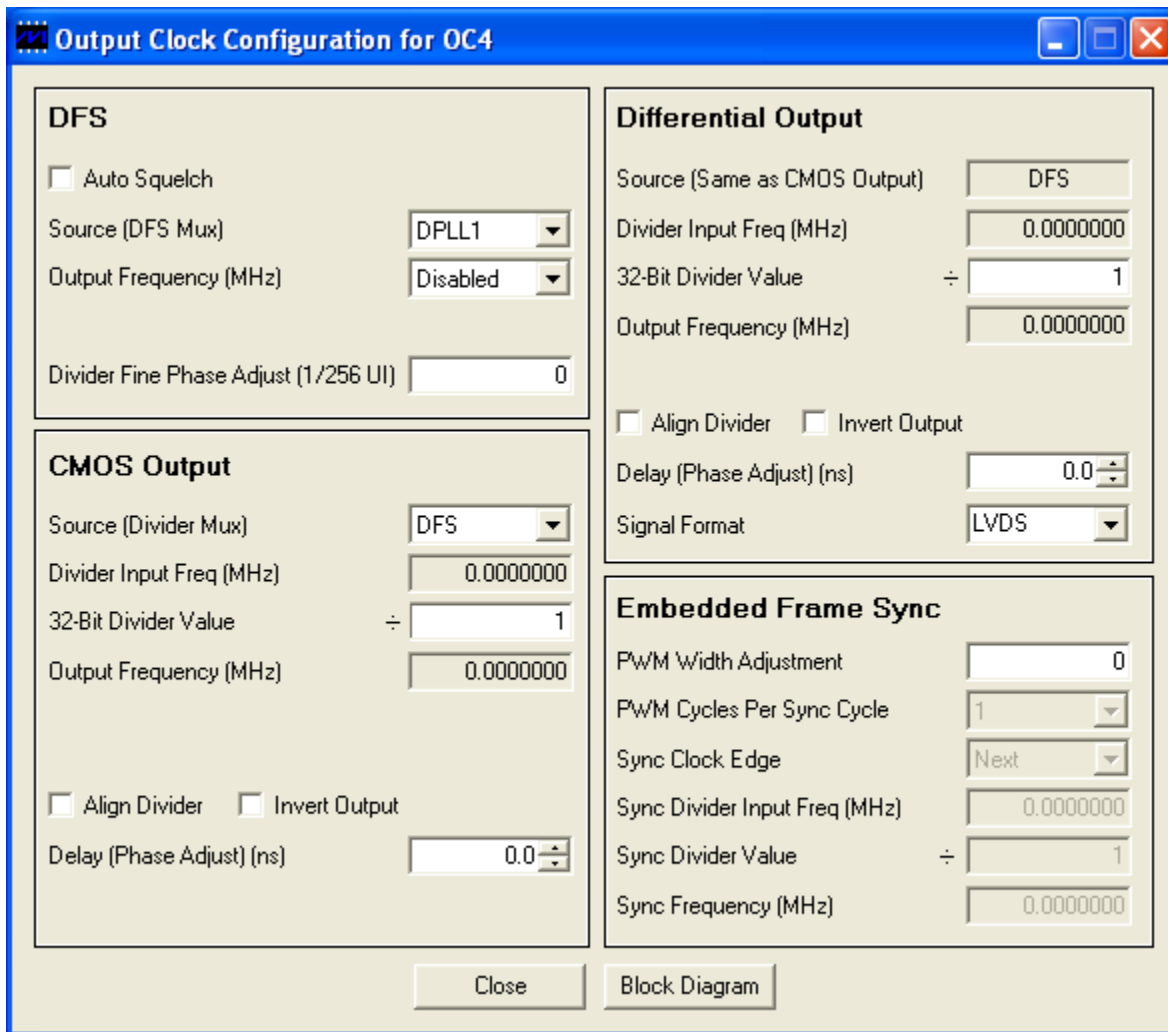 Output Clock Configuration for OC4
DFS
Auto Squelch
Source (DFS Mux) DPLL1
Output Frequency (MHz) Disabled
Divider Fine Phase Adjust (1/256 UI) 0
CMOS Output
Source (Divider Mux) DFS
Divider Input Freq (MHz) 0.0000000
32-Bit Divider Value ÷ 1
Output Frequency (MHz) 0.0000000
Align Divider Invert Output
Delay (Phase Adjust) (ns) 0.0
Differential Output
Source (Same as CMOS Output) DFS
Divider Input Freq (MHz) 0.0000000
32-Bit Divider Value ÷ 1
Output Frequency (MHz) 0.0000000
Align Divider Invert Output
Delay (Phase Adjust) (ns) 0.0
Signal Format LVDS
Embedded Frame Sync
PWM Width Adjustment 0
PWM Cycles Per Sync Cycle 1
Sync Clock Edge Next
Sync Divider Input Freq (MHz) 0.0000000
Sync Divider Value ÷ 1
Sync Frequency (MHz) 0.0000000
Close Block Diagram